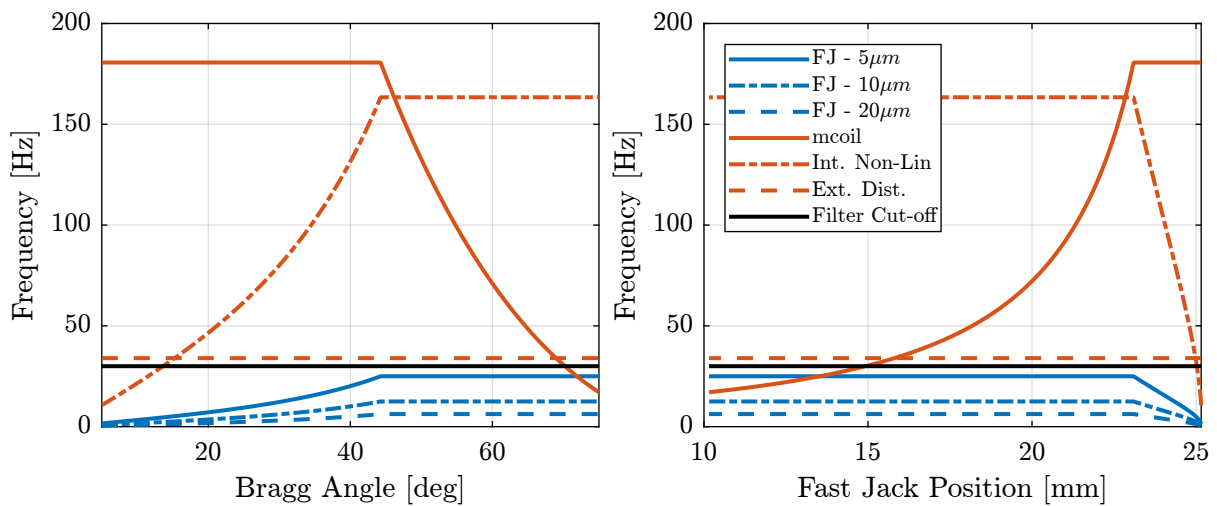 200
150
100
50
0
Frequency [Hz]
20
40
60
Bragg Angle [deg]
200
150
100
50
0
Frequency [Hz]
10
15
20
25
Fast Jack Position [mm]
FJ - 5μm
FJ - 10μm
FJ - 20μm
mcoil
Int. Non-Lin
Ext. Dist.
Filter Cut-off